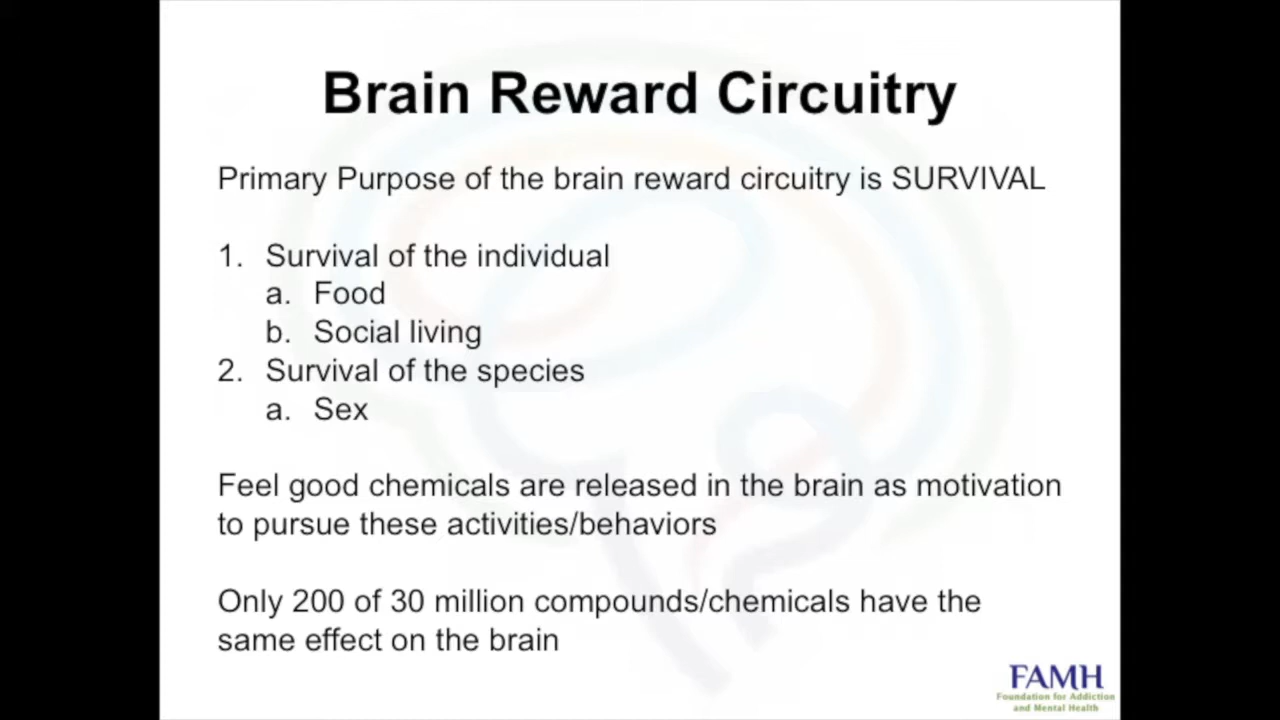 Brain Reward Circuitry
Primary Purpose of the brain reward circuitry is SURVIVAL
1. Survival of the individual
a. Food
b. Social living
2. Survival of the species
a. Sex
Feel good chemicals are released in the brain as motivation
to pursue these activities/behaviors
Only 200 of 30 million compounds/chemicals have the
same effect on the brain
FAMH
Foundation for Addiction
and Mental Health